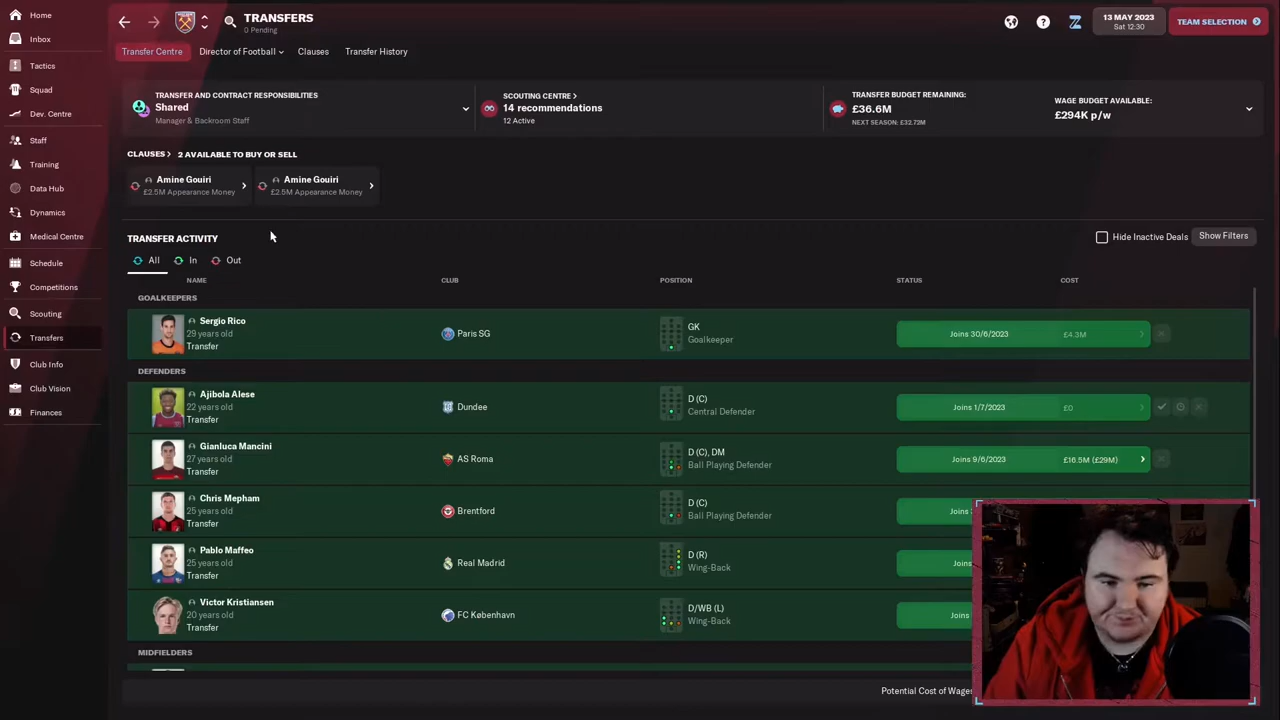 Home
TRANSFERS
0 Pending
13 MAY 2023
Sat 12:30
TEAM SELECTION
Inbox
Transfer Centre
Director of Football
Clauses
Transfer History
Tactics
Squad
Dev. Centre
Staff
Training
Data Hub
Dynamics
Medical Centre
Schedule
Competitions
Scouting
Transfers
Club Info
Club Vision
Finances
TRANSFER AND CONTRACT RESPONSIBILITIES
Shared
Manager & Backroom Staff
SCOUTING CENTRE >
14 recommendations
12 Active
TRANSFER BUDGET REMAINING:
£36.6M
NEXT SEASON: £32.72M
WAGE BUDGET AVAILABLE:
£294K p/w
CLAUSES > 2 AVAILABLE TO BUY OR SELL
Amine Gouiri
£2.5M Appearance Money
Amine Gouiri
£2.5M Appearance Money
TRANSFER ACTIVITY
Hide Inactive Deals
Show Filters
All In Out
NAME CLUB POSITION STATUS COST
GOALKEEPERS
Sergio Rico
29 years old
Transfer
Paris SG
GK
Goalkeeper
Joins 30/6/2023
£4.3M
DEFENDERS
Ajibola Alese
22 years old
Transfer
Dundee
D (C)
Central Defender
Joins 1/7/2023
£0
Gianluca Mancini
27 years old
Transfer
AS Roma
D (C), DM
Ball Playing Defender
Joins 9/6/2023
£16.5M (£29M)
Chris Mepham
25 years old
Transfer
Brentford
D (C)
Ball Playing Defender
Joins
Pablo Maffeo
25 years old
Transfer
Real Madrid
D (R)
Wing-Back
Joins
Victor Kristiansen
20 years old
Transfer
FC København
D/WB (L)
Wing-Back
Joins
MIDFIELDERS
Potential Cost of Wages